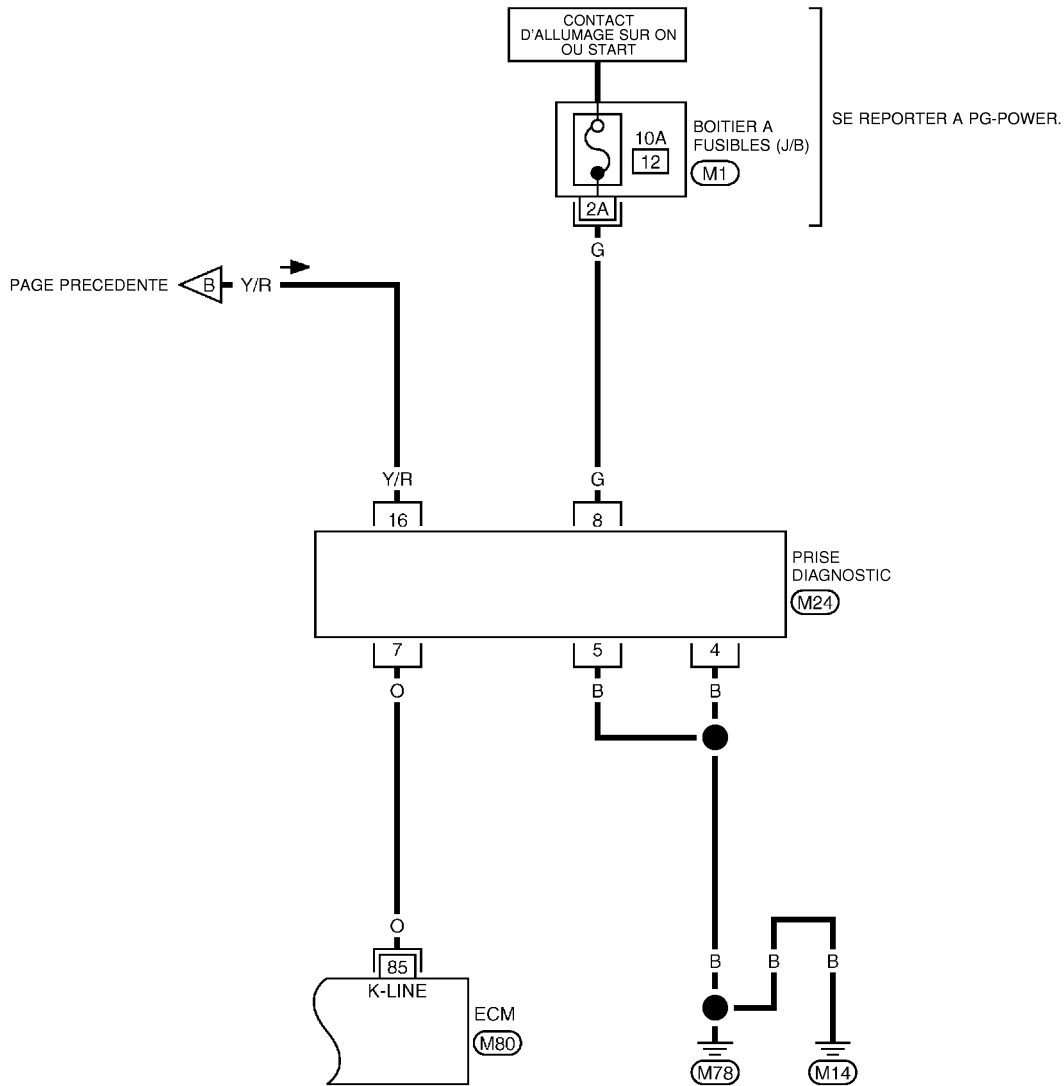 CONTACT
D'ALLUMAGE SUR ON
OU START
SE REPORTER A PG-POWER.
10A
12
BOITIER A
FUSIBLES (J/B)
M1
2A
G
PAGE PRECEDENTE
B
Y/R
Y/R
G
16
8
PRISE
DIAGNOSTIC
M24
7
5
4
O
B
B
O
B
B
B
85
K-LINE
ECM
M80
M78
M14